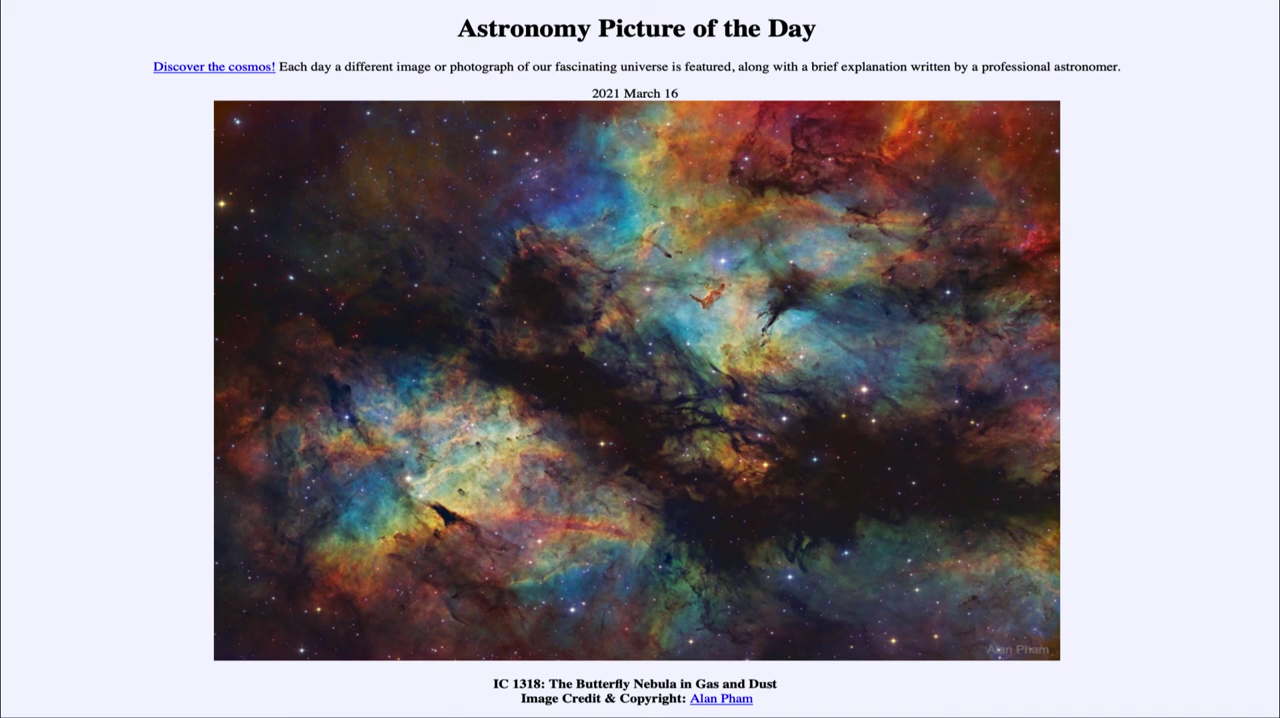 Astronomy Picture of the Day
Discover the cosmos! Each day a different image or photograph of our fascinating universe is featured, along with a brief explanation written by a professional astronomer.
2021 March 16
Alan Pham
IC 1318: The Butterfly Nebula in Gas and Dust
Image Credit & Copyright: Alan Pham